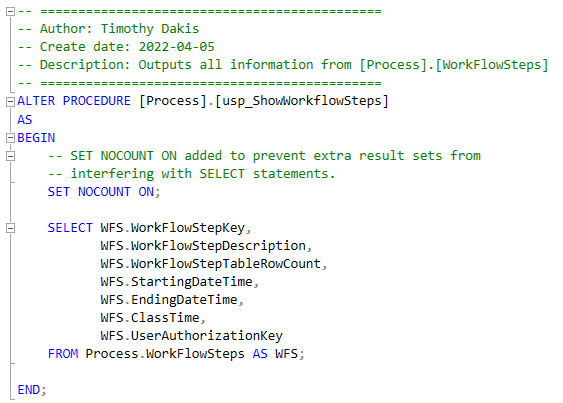 -- =============================================
-- Author: Timothy Dakis
-- Create date: 2022-04-05
-- Description: Outputs all information from [Process].[WorkFlowSteps]
-- =============================================
ALTER PROCEDURE [Process].[usp_ShowWorkflowSteps]
AS
BEGIN
    -- SET NOCOUNT ON added to prevent extra result sets from
    -- interfering with SELECT statements.
    SET NOCOUNT ON;

    SELECT WFS.WorkFlowStepKey,
           WFS.WorkFlowStepDescription,
           WFS.WorkFlowStepTableRowCount,
           WFS.StartingDateTime,
           WFS.EndingDateTime,
           WFS.ClassTime,
           WFS.UserAuthorizationKey
    FROM Process.WorkFlowSteps AS WFS;

END;